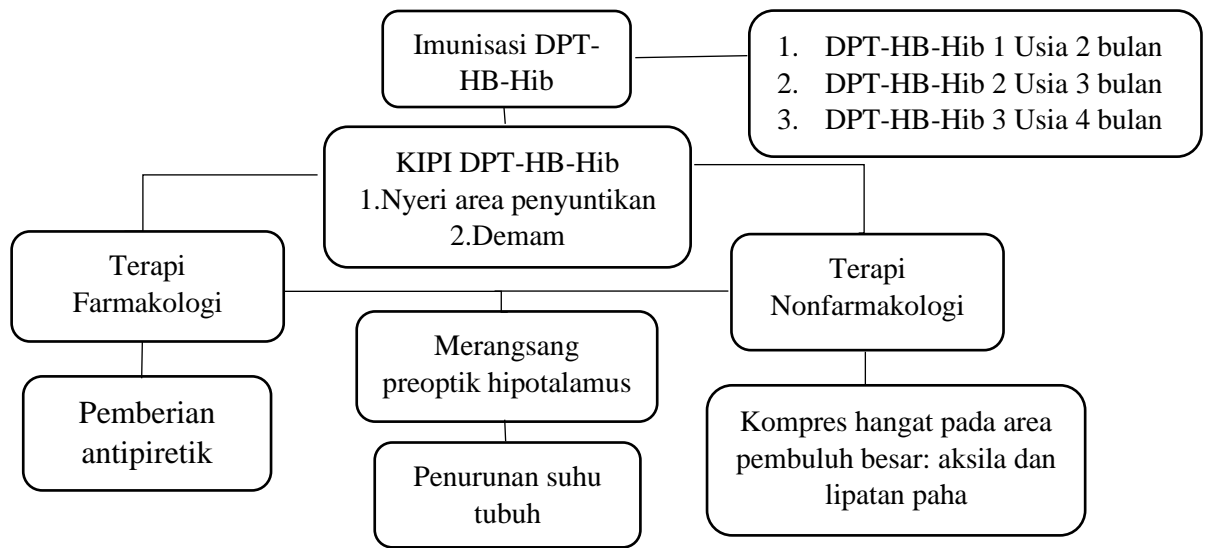 Imunisasi DPT-
HB-Hib
1. DPT-HB-Hib 1 Usia 2 bulan
2. DPT-HB-Hib 2 Usia 3 bulan
3. DPT-HB-Hib 3 Usia 4 bulan
KIPI DPT-HB-Hib
1.Nyeri area penyuntikan
2.Demam
Terapi
Farmakologi
Terapi
Nonfarmakologi
Merangsang
preoptik hipotalamus
Pemberian
antipiretik
Kompres hangat pada area
pembuluh besar: aksila dan
lipatan paha
Penurunan suhu
tubuh